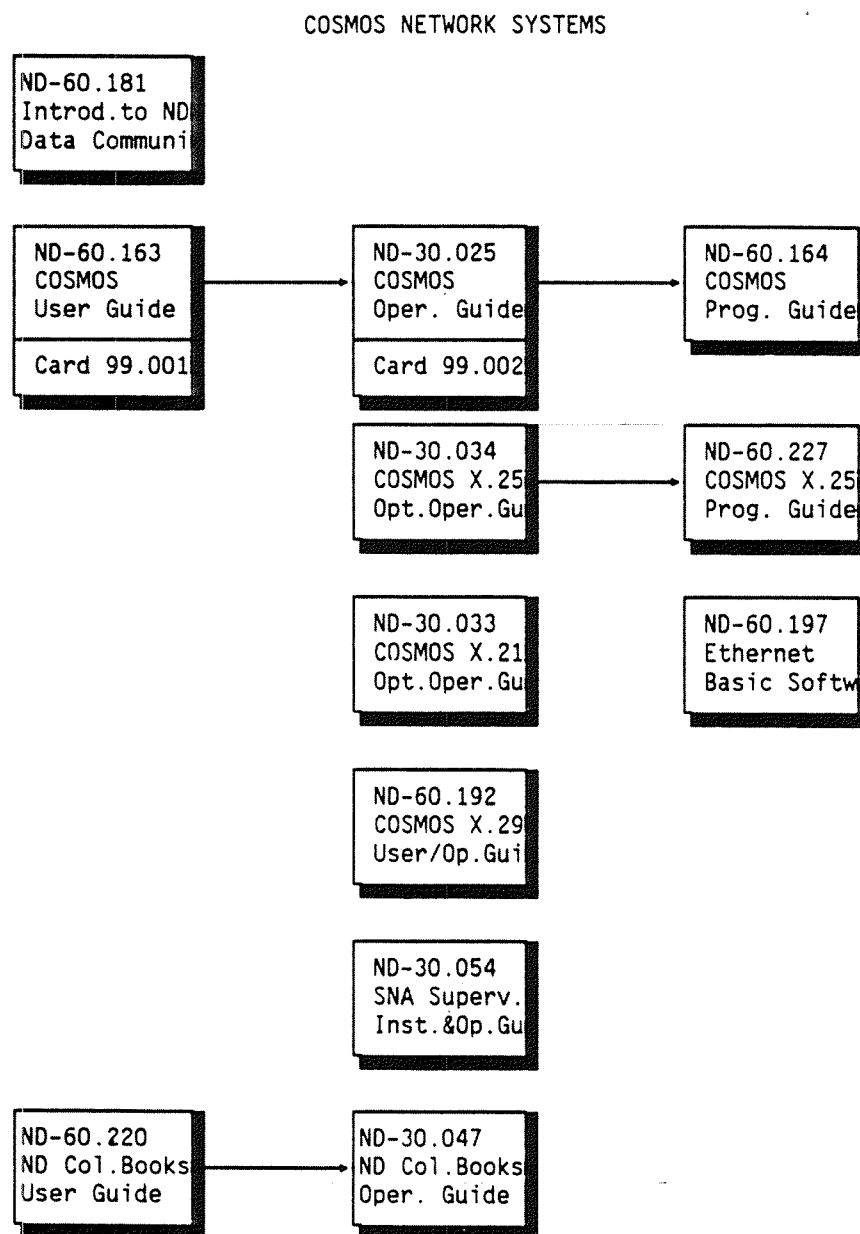 COSMOS NETWORK SYSTEMS
ND-60.181
Introd.to ND
Data Communi
ND-60.163
COSMOS
User Guide
Card 99.001
ND-30.025
COSMOS
Oper. Guide
Card 99.002
ND-60.164
COSMOS
Prog. Guide
ND-30.034
COSMOS X.25
Opt.Oper.Gu
ND-60.227
COSMOS X.25
Prog. Guide
ND-30.033
COSMOS X.21
Opt.Oper.Gu
ND-60.197
Ethernet
Basic Softw
ND-60.192
COSMOS X.29
User/Op.Gui
ND-30.054
SNA Superv.
Inst.&Op.Gu
ND-60.220
ND Col.Books
User Guide
ND-30.047
ND Col.Books
Oper. Guide